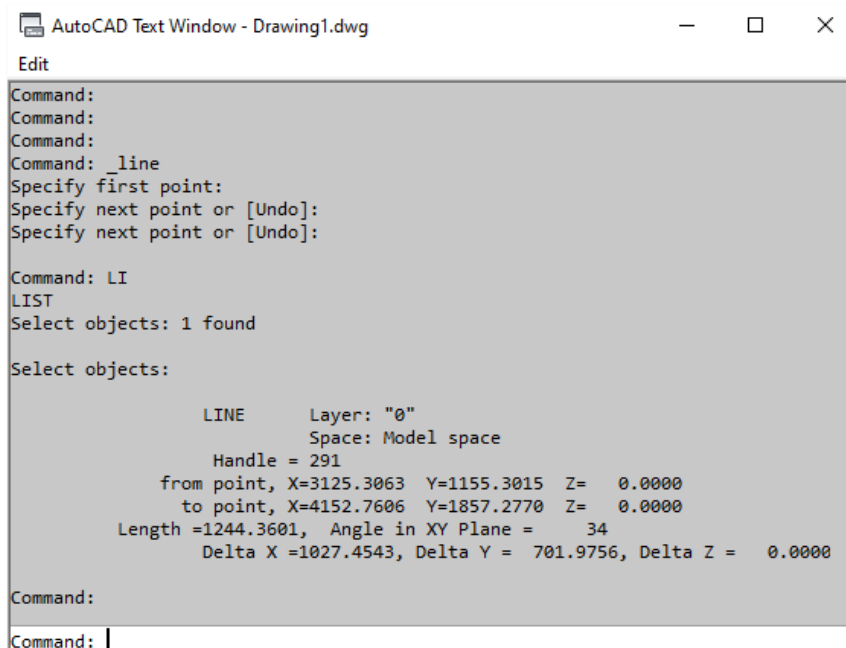 AutoCAD Text Window - Drawing1.dwg
Edit
Command:
Command:
Command:
Command: _line
Specify first point:
Specify next point or [Undo]:
Specify next point or [Undo]:
Command: LI
LIST
Select objects: 1 found
Select objects:
LINE Layer: "0"
Space: Model space
Handle = 291
from point, X=3125.3063 Y=1155.3015 Z= 0.0000
to point, X=4152.7606 Y=1857.2770 Z= 0.0000
Length =1244.3601, Angle in XY Plane = 34
Delta X =1027.4543, Delta Y = 701.9756, Delta Z = 0.0000
Command:
Command: